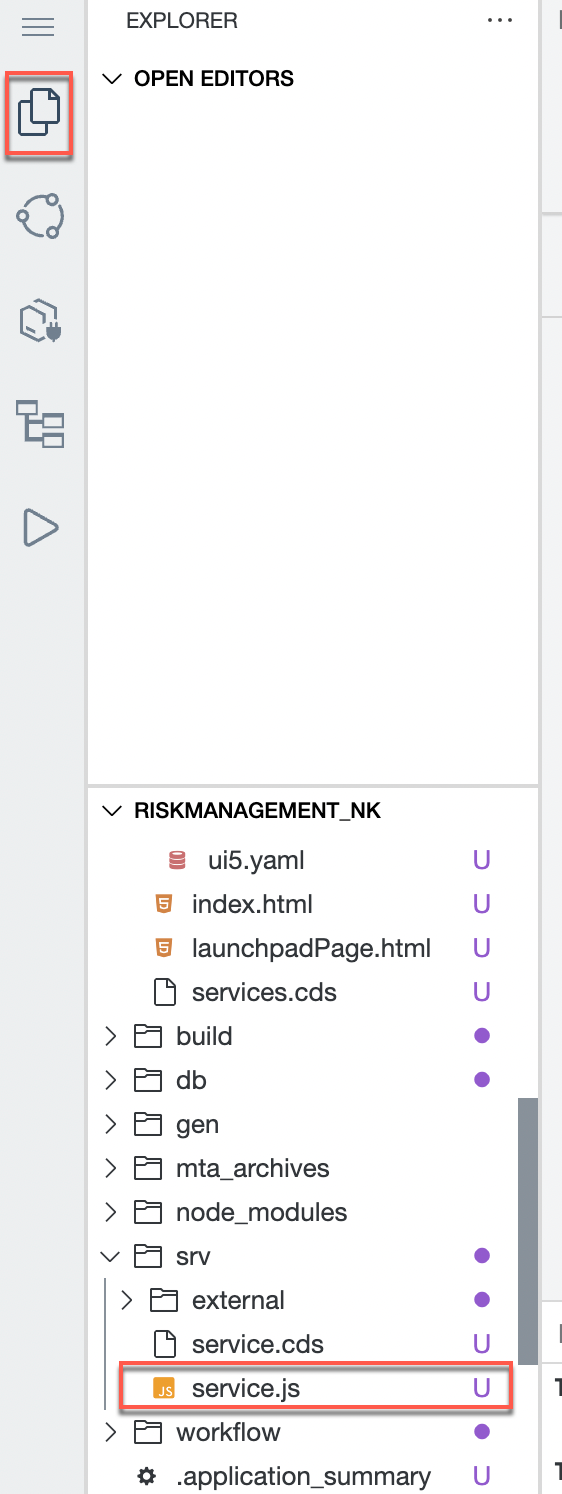 EXPLORER ···
OPEN EDITORS
RISKMANAGEMENT_NK
ui5.yaml U
index.html U
launchpadPage.html U
services.cds U
build
db
gen
mta_archives
node_modules
srv
external
service.cds U
JS service.js U
workflow
.application_summary U